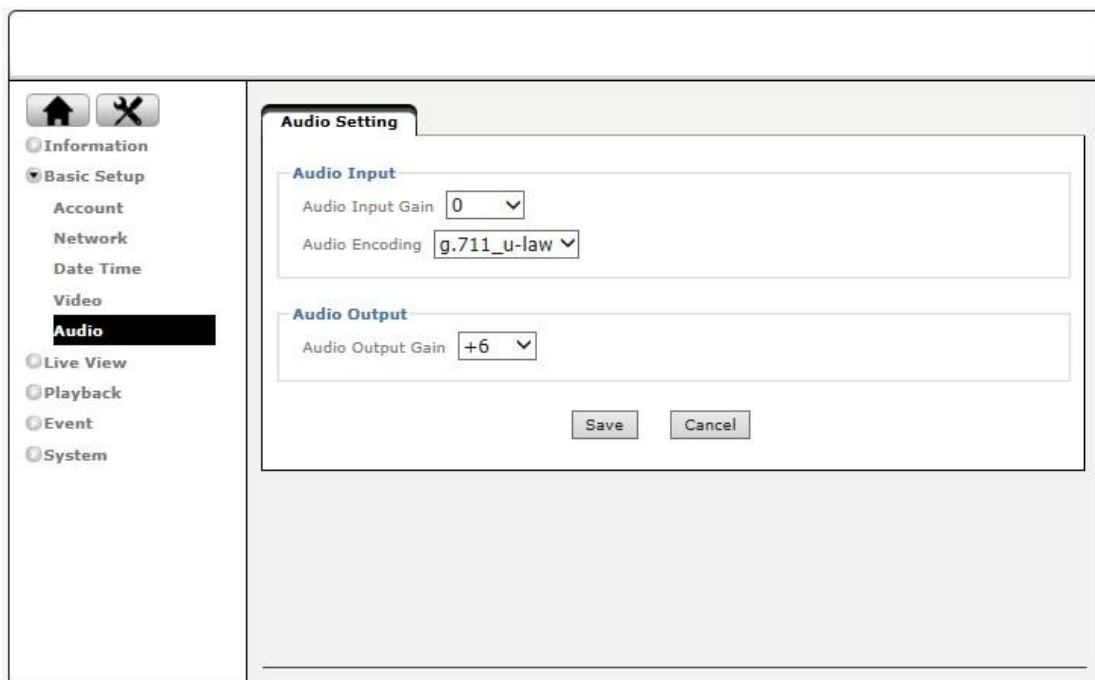 Information
Basic Setup
Account
Network
Date Time
Video
Audio
Live View
Playback
Event
System
Audio Setting
Audio Input
Audio Input Gain 0
Audio Encoding g.711_u-law
Audio Output
Audio Output Gain +6
Save Cancel